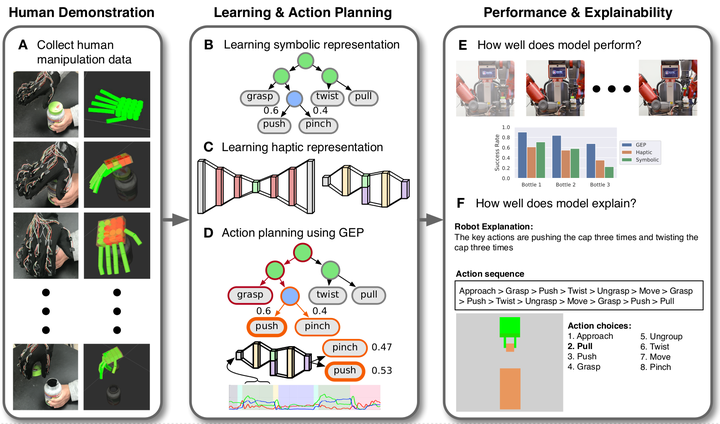 Human Demonstration
A Collect human
manipulation data
Learning & Action Planning
B Learning symbolic representation
grasp
twist
pull
0.6
0.4
push
pinch
C Learning haptic representation
D Action planning using GEP
grasp
twist
pull
0.6
0.4
push
pinch
pinch 0.47
push 0.53
Performance & Explainability
E How well does model perform?
Success Rate
1.0
0.8
0.6
0.4
0.2
0.0
Bottle 1
Bottle 2
Bottle 3
GEP
Haptic
Symbolic
F How well does model explain?
Robot Explanation:
The key actions are pushing the cap three times and twisting the
cap three times
Action sequence
Approach > Grasp > Push > Twist > Ungrasp > Move > Grasp
> Push > Twist > Ungrasp > Move > Grasp > Push > Pull
Action choices:
1. Approach
2. Pull
3. Push
4. Grasp
5. Ungroup
6. Twist
7. Move
8. Pinch